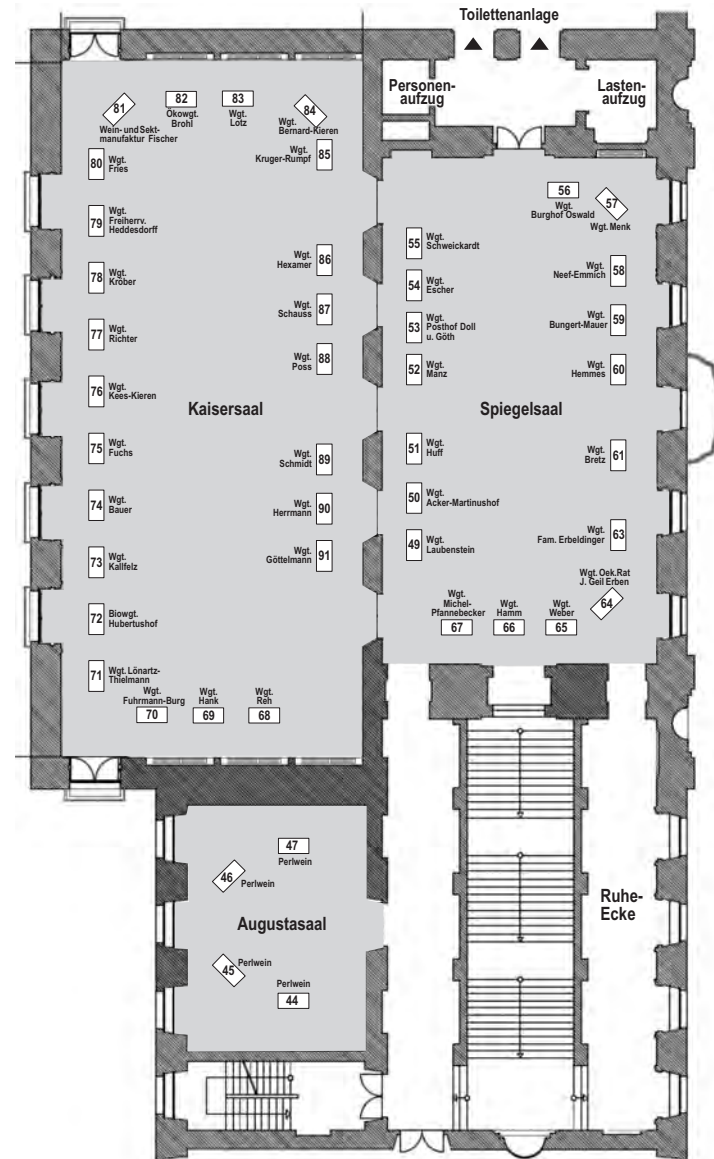 Toilettenanlage
Personen-
aufzug
Lasten-
aufzug
81
Wein- und Sekt-
manufaktur Fischer
82
Ökowgt.
Brohl
83
Wgt.
Lotz
84
Wgt.
Bernard-Kieren
80
Wgt.
Fries
85
Wgt.
Kruger-Rumpf
79
Wgt.
Freiherrv.
Heddesdorff
86
Wgt.
Hexamer
78
Wgt.
Kröber
87
Wgt.
Schauss
77
Wgt.
Richter
88
Wgt.
Poss
76
Wgt.
Kees-Kieren
Kaisersaal
75
Wgt.
Fuchs
89
Wgt.
Schmidt
74
Wgt.
Bauer
90
Wgt.
Herrmann
73
Wgt.
Kallfelz
91
Wgt.
Göttelmann
72
Biowgt.
Hubertushof
71
Wgt. Lönartz-
Thielmann
Wgt.
Fuhrmann-Burg
70
Wgt.
Hank
69
Wgt.
Reh
68
56
Wgt.
Burghof Oswald
57
Wgt. Menk
55
Wgt.
Schweickardt
58
Wgt.
Neef-Emmich
54
Wgt.
Escher
59
Wgt.
Bungert-Mauer
53
Wgt.
Posthof Doll
u. Göth
52
Wgt.
Manz
60
Wgt.
Hemmes
Spiegelsaal
51
Wgt.
Huff
61
Wgt.
Bretz
50
Wgt.
Acker-Martinushof
63
Wgt.
Fam. Erbeldinger
49
Wgt.
Laubenstein
Wgt. Oek.Rat
J. Geil Erben
64
Wgt.
Michel-
Pfannebecker
67
Wgt.
Hamm
66
Wgt.
Weber
65
47
Perlwein
46
Perlwein
Augustasaal
45
Perlwein
Perlwein
44
Ruhe-
Ecke